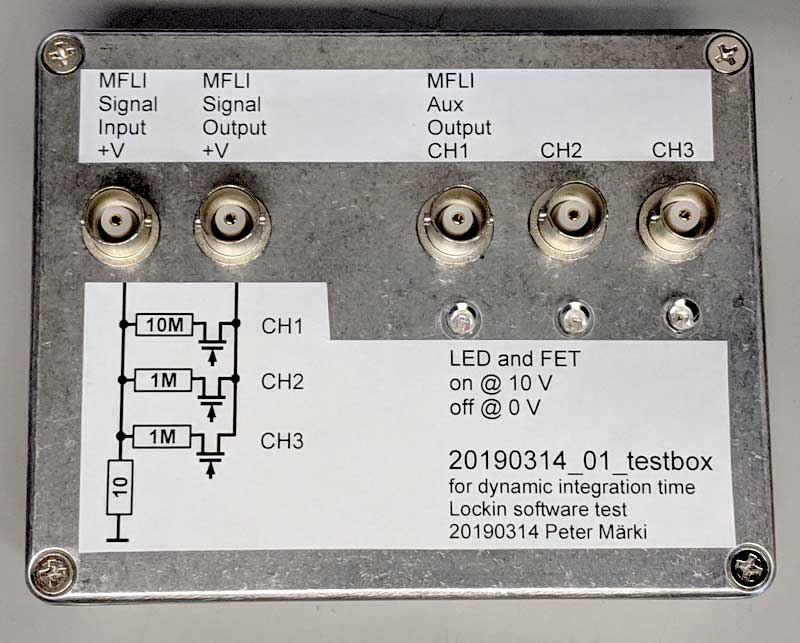 MFLI
Signal
Input
+V
MFLI
Signal
Output
+V
MFLI
Aux
Output
CH1
CH2
CH3
10M
CH1
1M
CH2
1M
CH3
10
LED and FET
on @ 10 V
off @ 0 V
20190314_01_testbox
for dynamic integration time
Lockin software test
20190314 Peter Märki